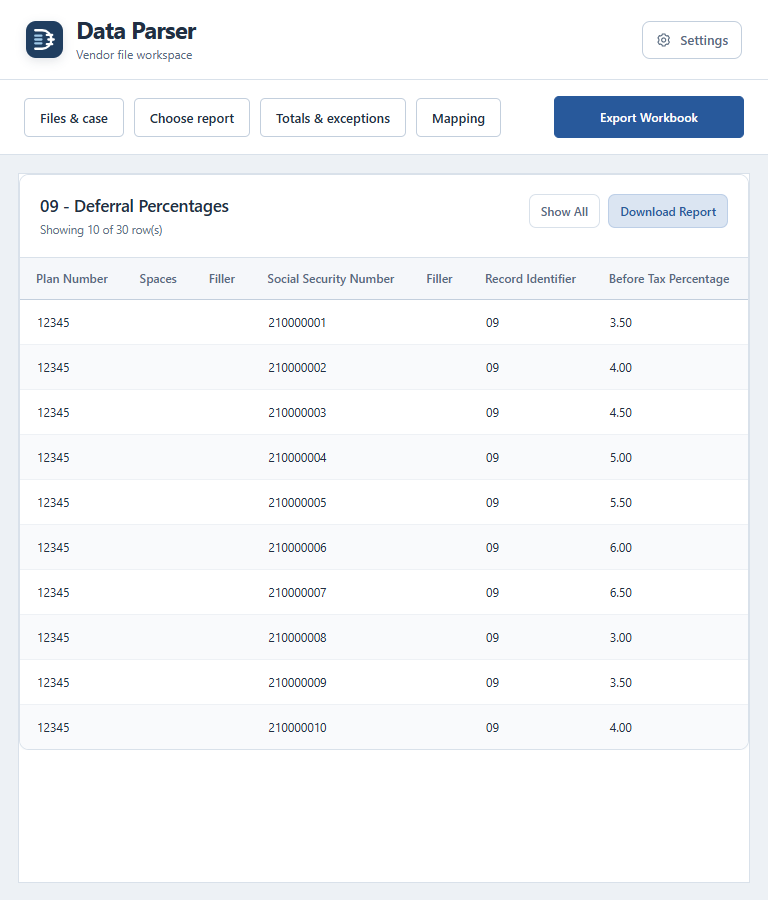 Data Parser
Vendor file workspace
Settings
Files & case
Choose report
Totals & exceptions
Mapping
Export Workbook
09 - Deferral Percentages
Showing 10 of 30 row(s)
Show All
Download Report
Plan Number Spaces Filler Social Security Number Filler Record Identifier Before Tax Percentage
12345 210000001 09 3.50
12345 210000002 09 4.00
12345 210000003 09 4.50
12345 210000004 09 5.00
12345 210000005 09 5.50
12345 210000006 09 6.00
12345 210000007 09 6.50
12345 210000008 09 3.00
12345 210000009 09 3.50
12345 210000010 09 4.00